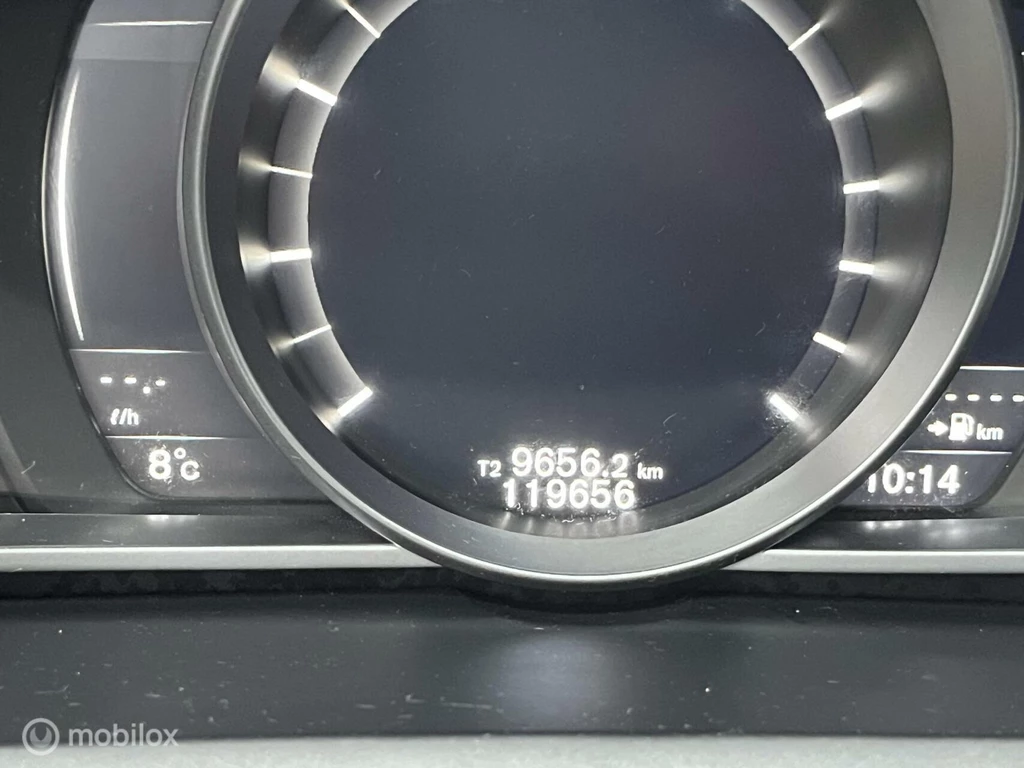 --.-
ℓ/h
8°C
T2 9656.2 km
119656
----
km
10:14
mobilox